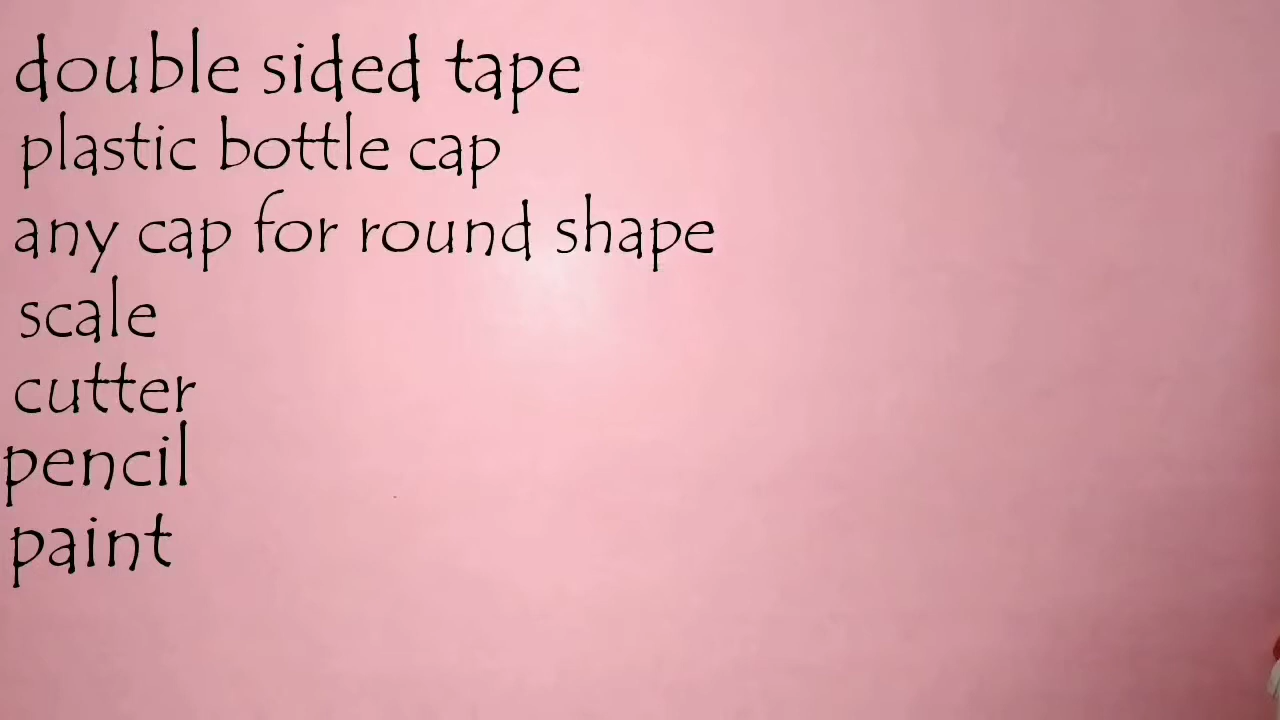 double sided tape
plastic bottle cap
any cap for round shape
scale
cutter
pencil
paint